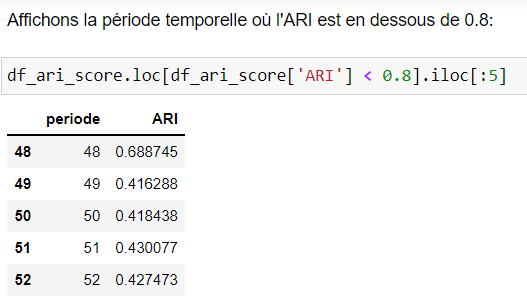 Affichons la période temporelle où l'ARI est en dessous de 0.8:
df_ari_score.loc[df_ari_score['ARI'] < 0.8].iloc[:5]
periode ARI
48 48 0.688745
49 49 0.416288
50 50 0.418438
51 51 0.430077
52 52 0.427473